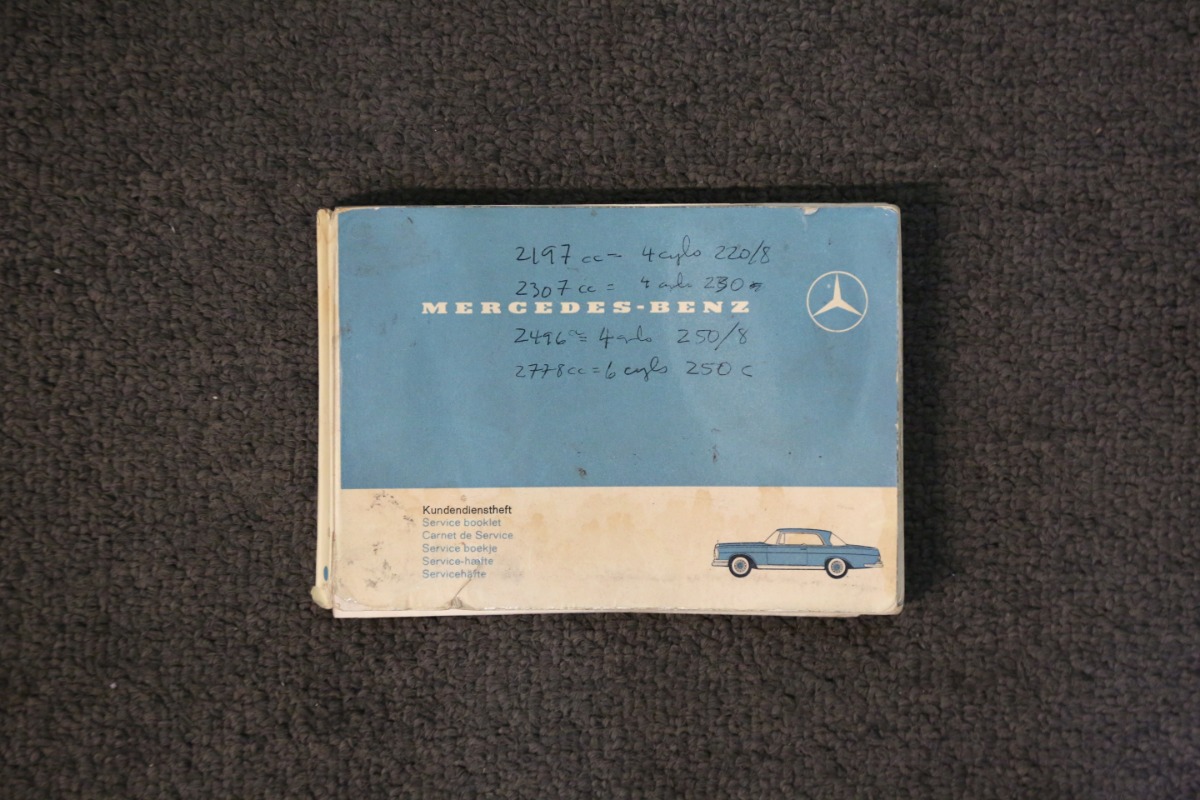 2197 cc = 4 cyls 220/8
2307 cc = 4 cyls 230
MERCEDES-BENZ
2496 cc = 4 cyls 250/8
2778 cc = 6 cyls 250 C
Kundendienstheft
Service booklet
Carnet de Service
Service boekje
Service-hæfte
Servicehäfte